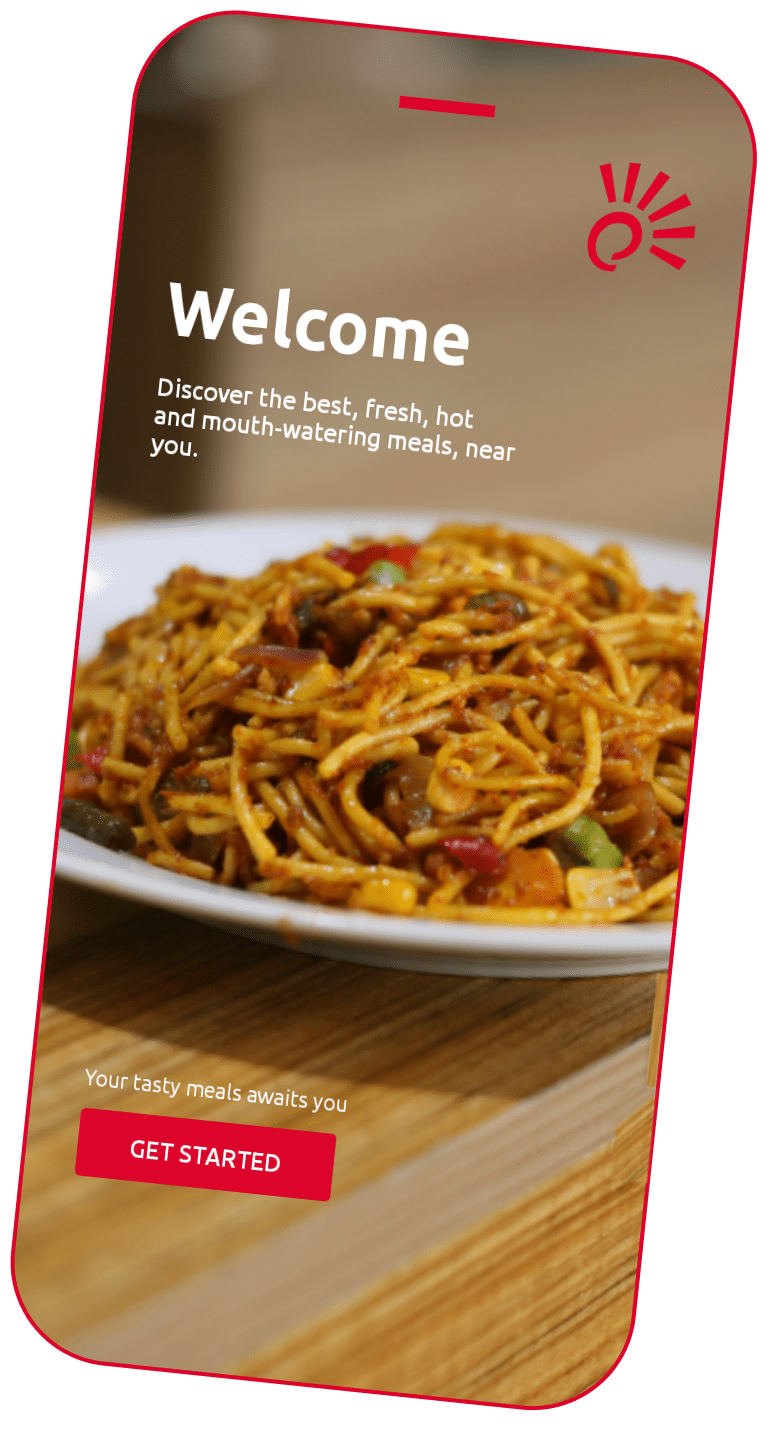 Welcome
Discover the best, fresh, hot
and mouth-watering meals, near
you.
Your tasty meals awaits you
GET STARTED